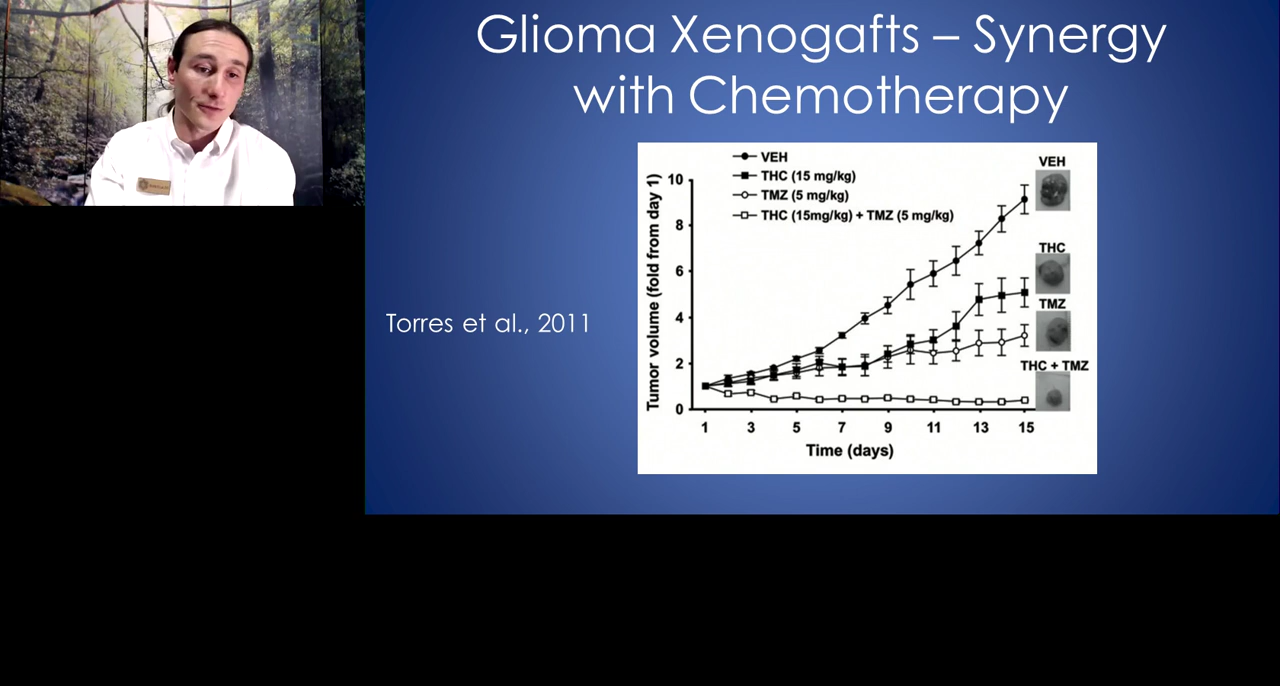 Glioma Xenogafts – Synergy
with Chemotherapy
Torres et al., 2011
VEH
THC (15 mg/kg)
TMZ (5 mg/kg)
THC (15mg/kg) + TMZ (5 mg/kg)
Tumor volume (fold from day 1)
10
8
6
4
2
0
1 3 5 7 9 11 13 15
Time (days)
VEH
THC
TMZ
THC + TMZ